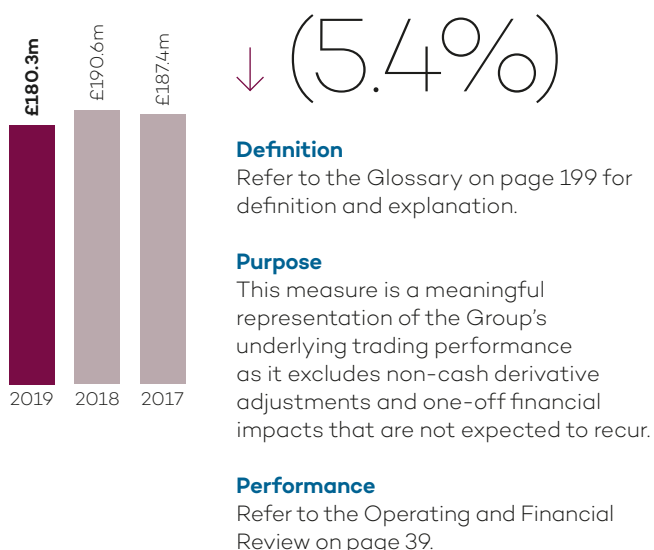 £180.3m
£190.6m
£187.4m
2019
2018
2017
↓ (5.4%)
Definition
Refer to the Glossary on page 199 for
definition and explanation.
Purpose
This measure is a meaningful
representation of the Group’s
underlying trading performance
as it excludes non-cash derivative
adjustments and one-off financial
impacts that are not expected to recur.
Performance
Refer to the Operating and Financial
Review on page 39.